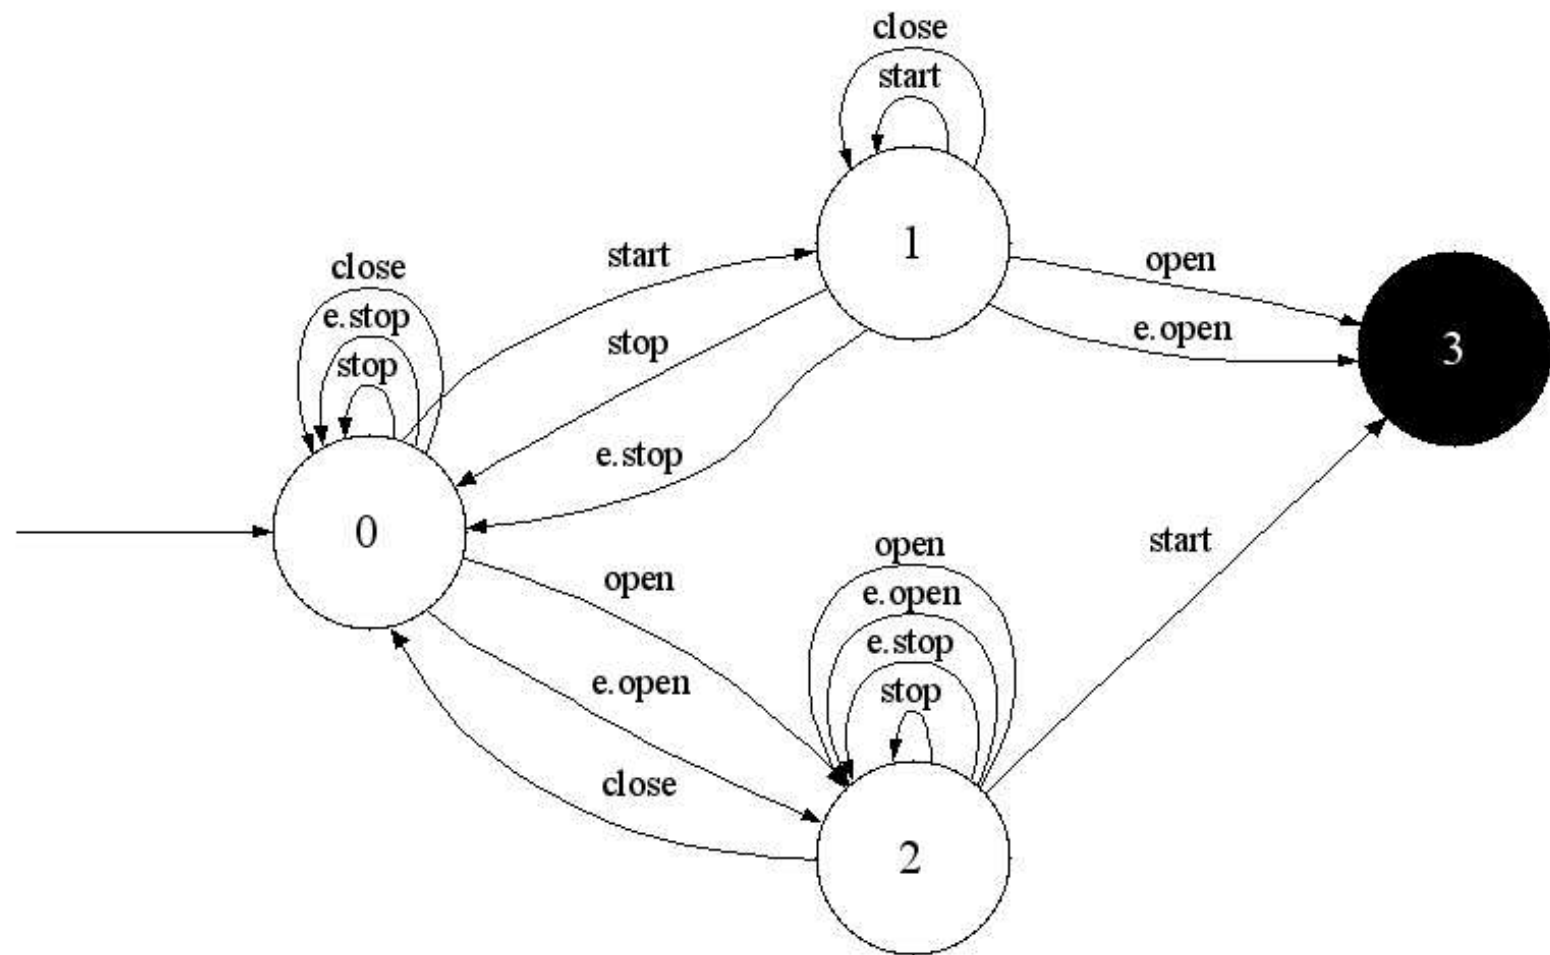 close
start
1
open
e.open
3
start
close
e.stop
stop
stop
e.stop
0
open
e.open
close
open
e.open
e.stop
stop
2
start